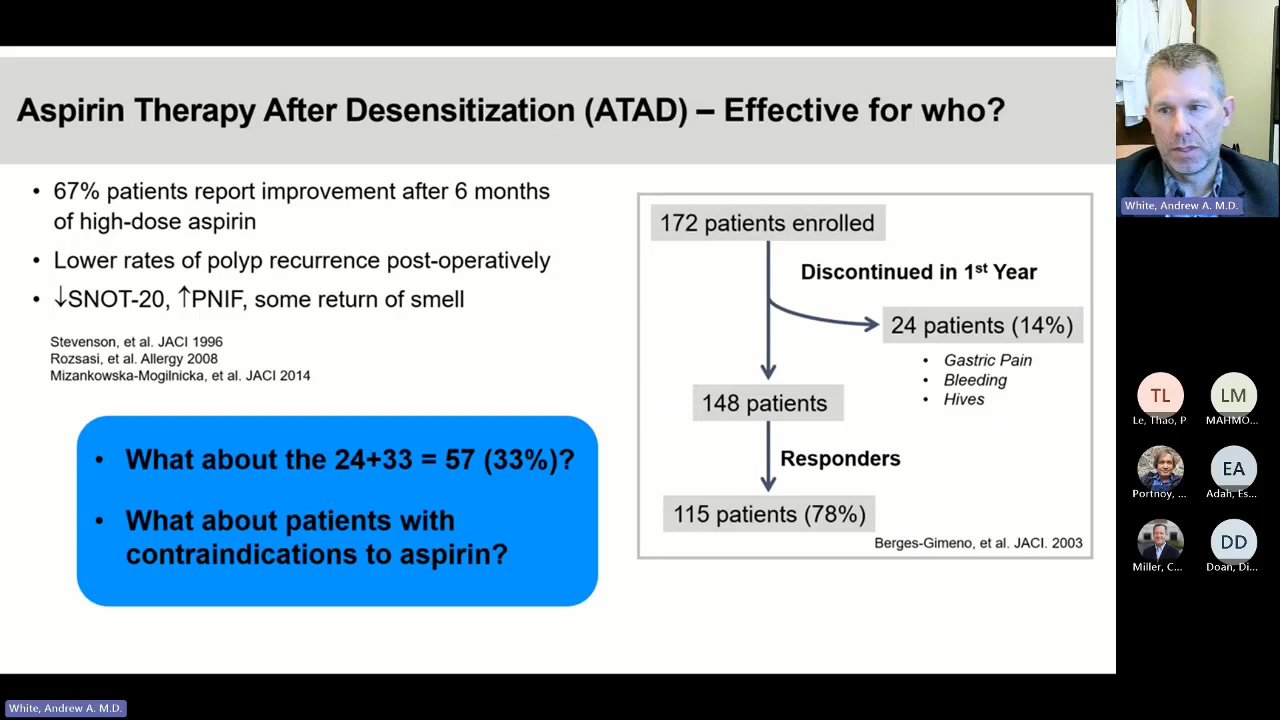 Aspirin Therapy After Desensitization (ATAD) – Effective for who?
• 67% patients report improvement after 6 months
of high-dose aspirin
• Lower rates of polyp recurrence post-operatively
• ↓SNOT-20, ↑PNIF, some return of smell
Stevenson, et al. JACI 1996
Rozsasi, et al. Allergy 2008
Mizankowska-Mogilnicka, et al. JACI 2014
• What about the 24+33 = 57 (33%)?
• What about patients with
contraindications to aspirin?
172 patients enrolled
Discontinued in 1st Year
24 patients (14%)
• Gastric Pain
• Bleeding
• Hives
148 patients
Responders
115 patients (78%)
Berges-Gimeno, et al. JACI. 2003
White, Andrew A. M.D.
TL
Le, Thao, P
LM
MAHMO...
Portnoy, ...
EA
Adah, Es...
Miller, C...
DD
Doan, Di...
White, Andrew A. M.D.